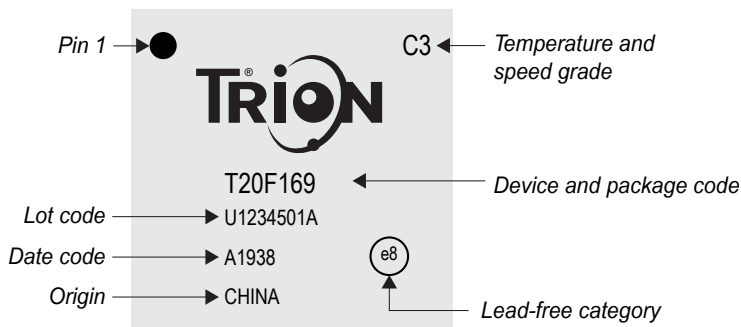 Pin 1
C3
Temperature and
speed grade
TRION®
T20F169
Device and package code
Lot code
U1234501A
Date code
A1938
e8
Origin
CHINA
Lead-free category